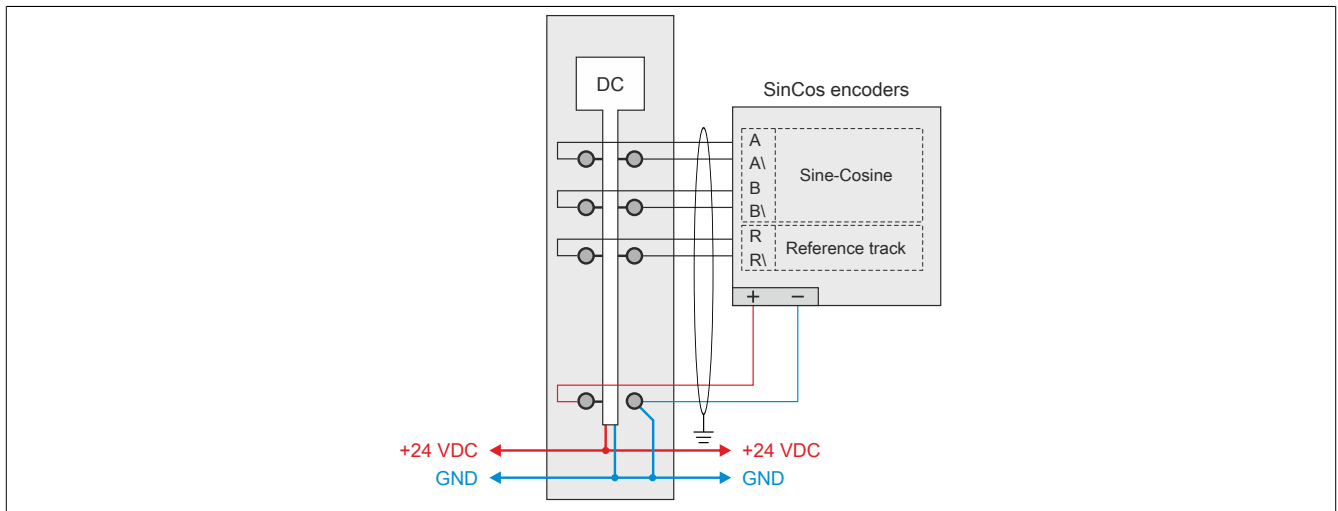 DC
SinCos encoders
A
A\
B
B\
Sine-Cosine
R
R\
Reference track
+ −
+24 VDC +24 VDC
GND GND